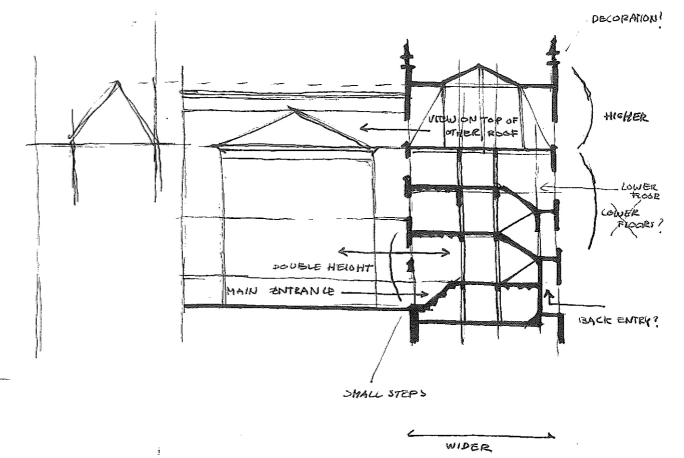 DECORATION!
HIGHER
VIEW ON TOP OF
OTHER ROOF
LOWER
FLOOR
LOWER
FLOORS?
DOUBLE HEIGHT
MAIN ENTRANCE
BACK ENTRY?
SMALL STEPS
WIDER